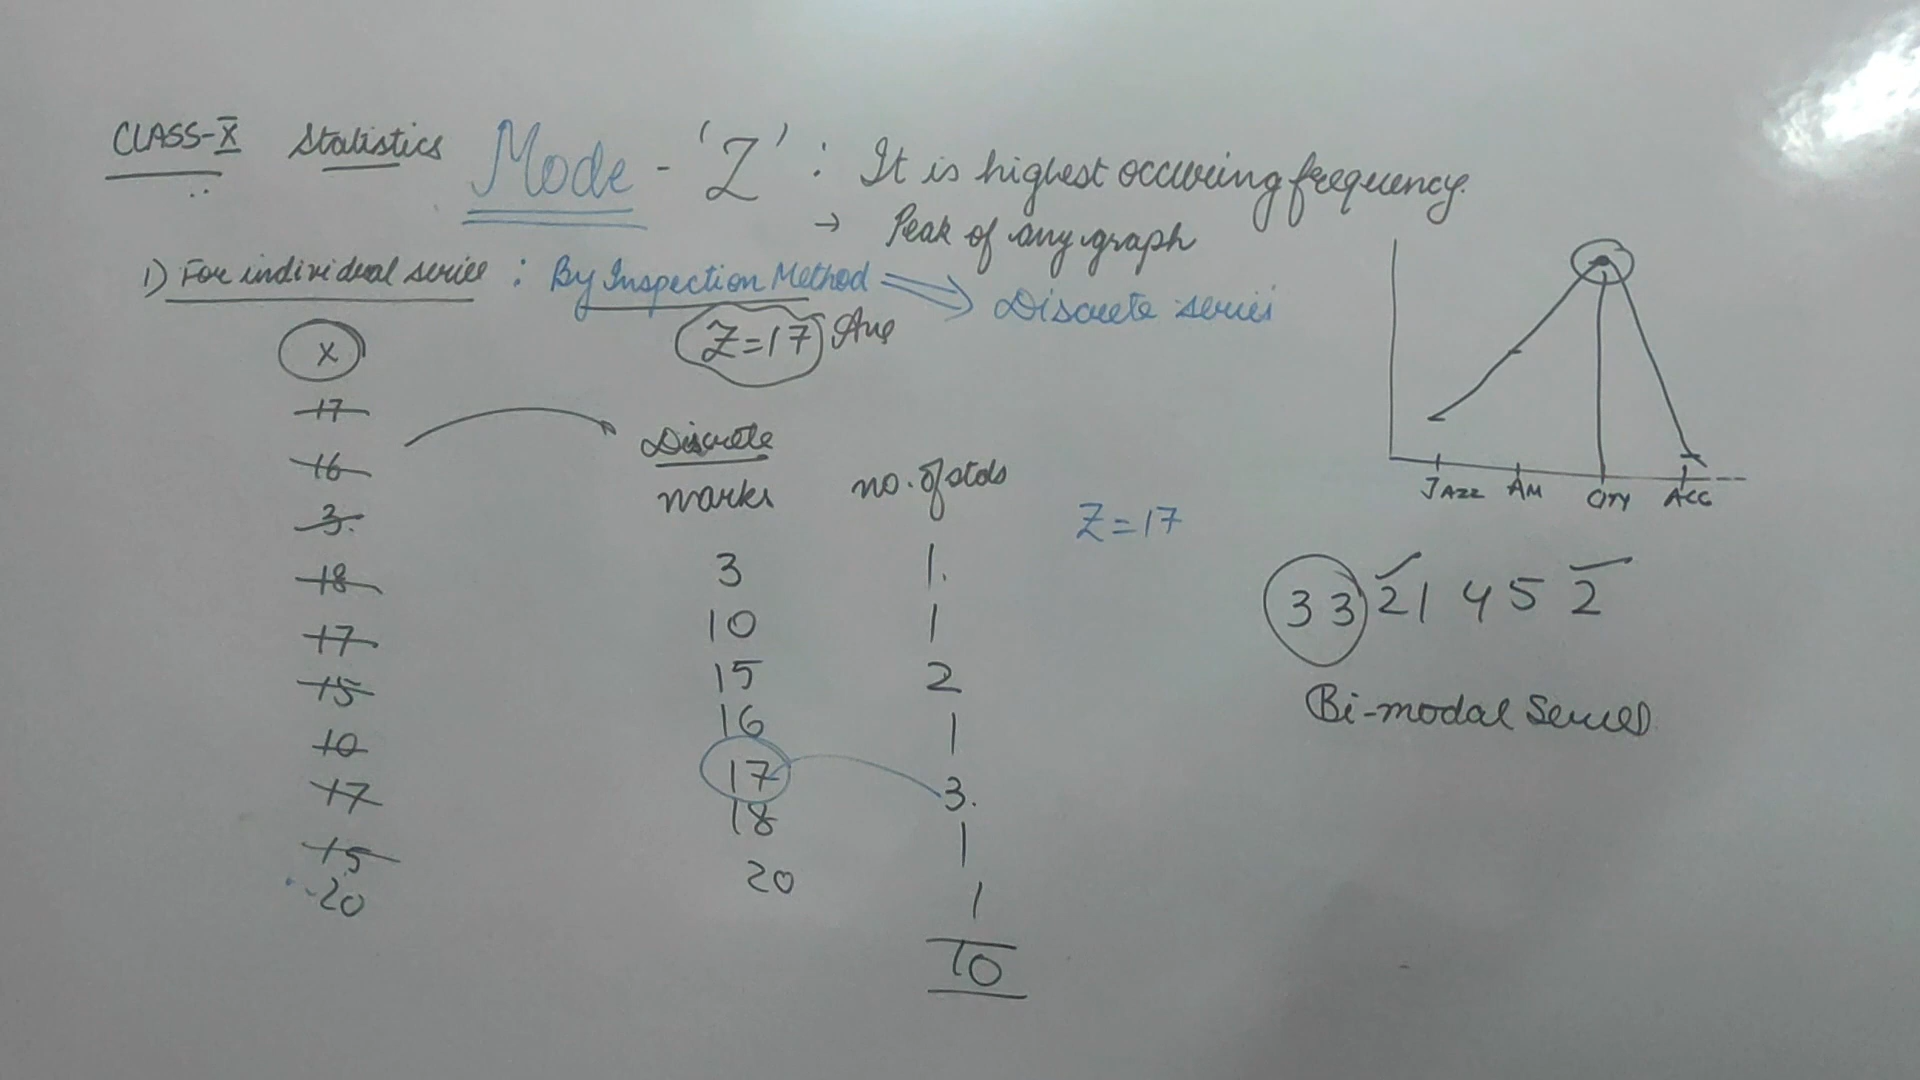 CLASS-X Statistics Mode - 'Z' : It is highest occuring frequency.
→ Peak of any graph
1) For individual series : By Inspection Method ⇒ Discrete series
Z=17 Ans
X
17
16
3.
18
17
15
10
17
15
20
Discrete
marks no. of stds
3 1.
10 1
15 2
16 1
17 3.
18 1
20 1
10
Z=17
JAZZ AM CITY ACC
3 3 2 1 4 5 2
Bi-modal Series